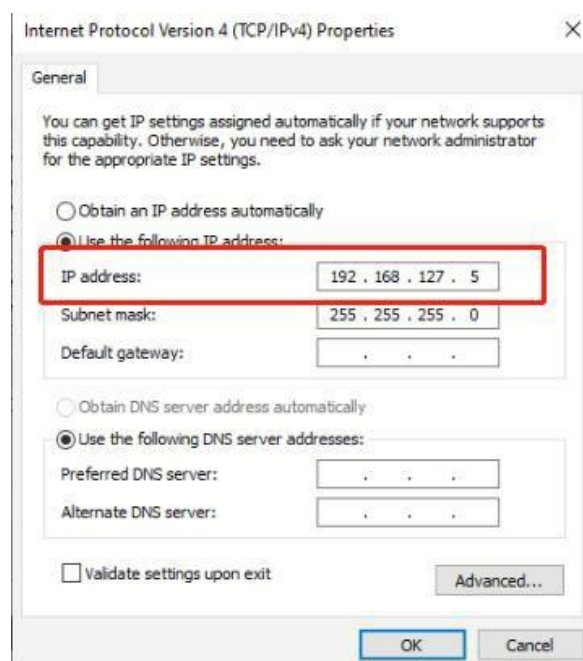 Internet Protocol Version 4 (TCP/IPv4) Properties
General
You can get IP settings assigned automatically if your network supports
this capability. Otherwise, you need to ask your network administrator
for the appropriate IP settings.
Obtain an IP address automatically
Use the following IP address:
IP address: 192 . 168 . 127 . 5
Subnet mask: 255 . 255 . 255 . 0
Default gateway: . . .
Obtain DNS server address automatically
Use the following DNS server addresses:
Preferred DNS server: . . .
Alternate DNS server: . . .
Validate settings upon exit
Advanced...
OK Cancel